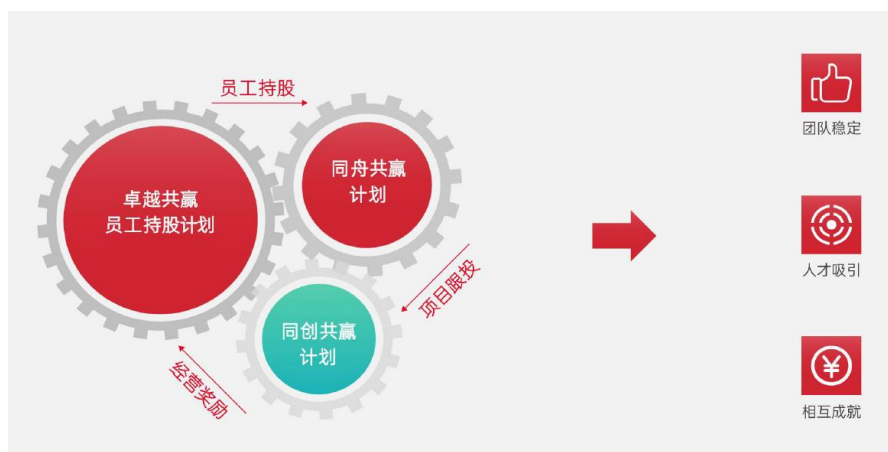 员工持股
卓越共赢
员工持股计划
同舟共赢
计划
项目跟投
同创共赢
计划
经营奖励
团队稳定
人才吸引
相互成就